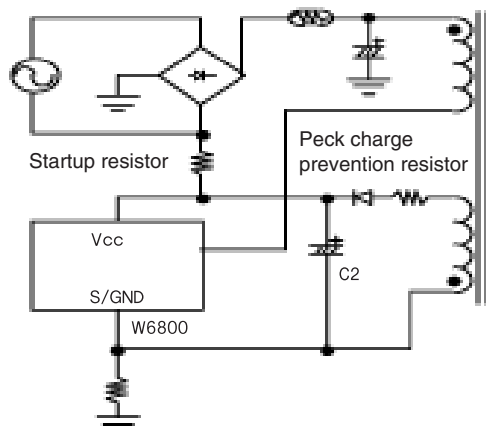 Startup resistor
Peck charge
prevention resistor
Vcc
C2
S/GND
W6800